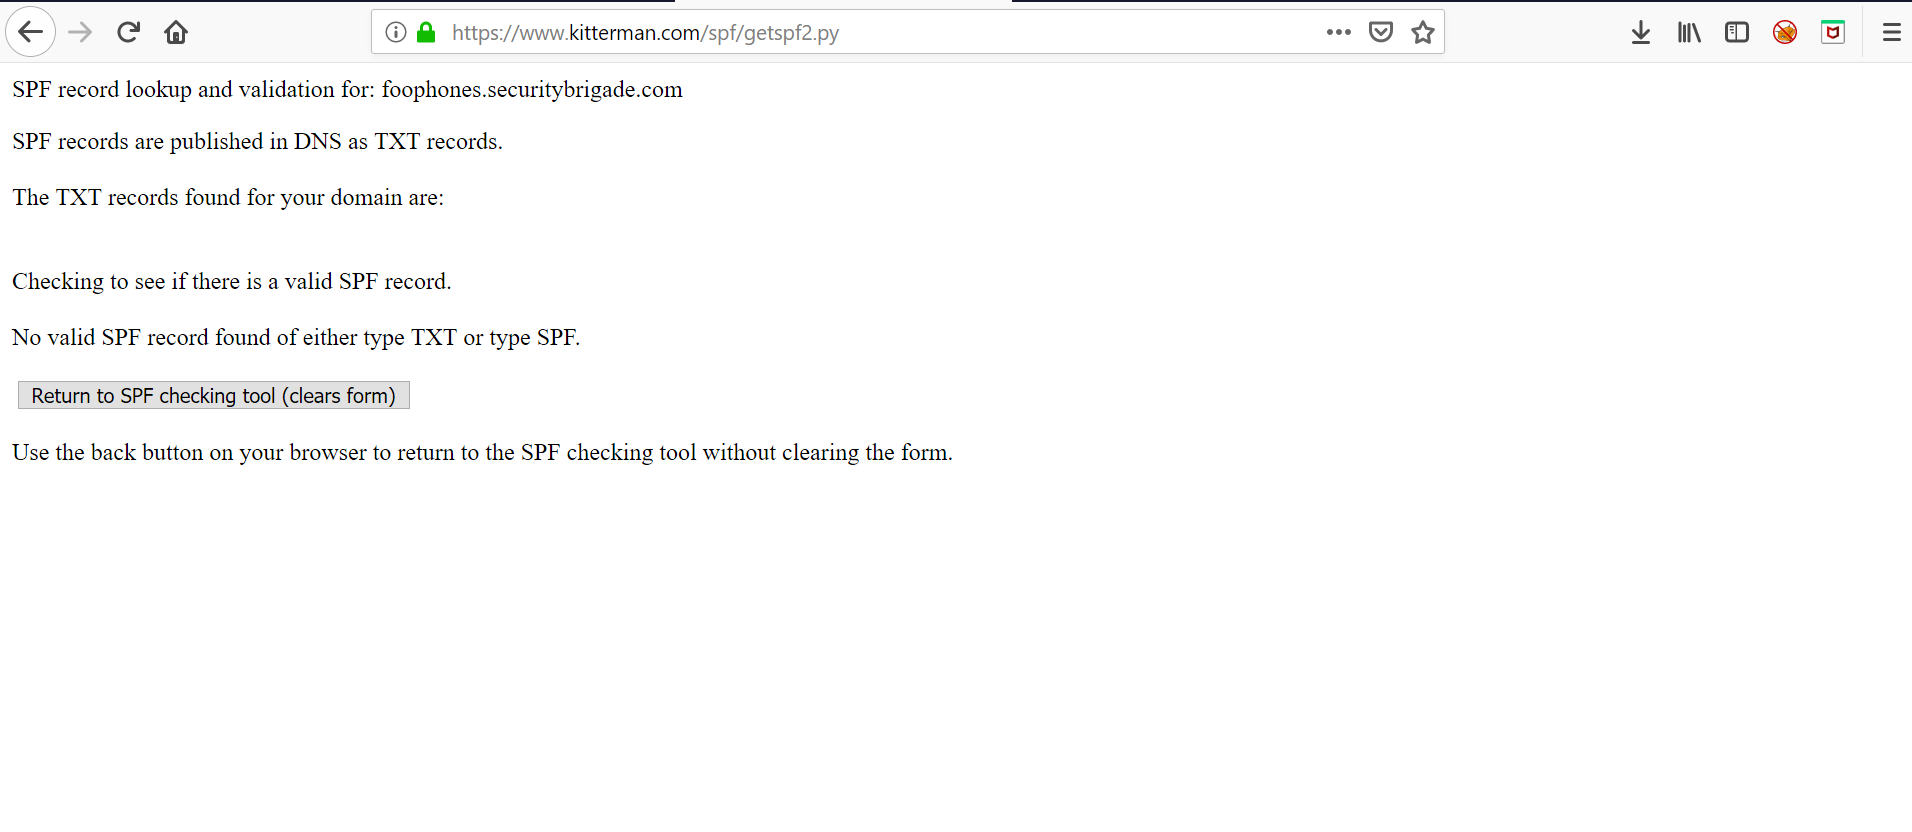 https://www.kitterman.com/spf/getspf2.py
SPF record lookup and validation for: foophones.securitybrigade.com
SPF records are published in DNS as TXT records.
The TXT records found for your domain are:
Checking to see if there is a valid SPF record.
No valid SPF record found of either type TXT or type SPF.
Return to SPF checking tool (clears form)
Use the back button on your browser to return to the SPF checking tool without clearing the form.